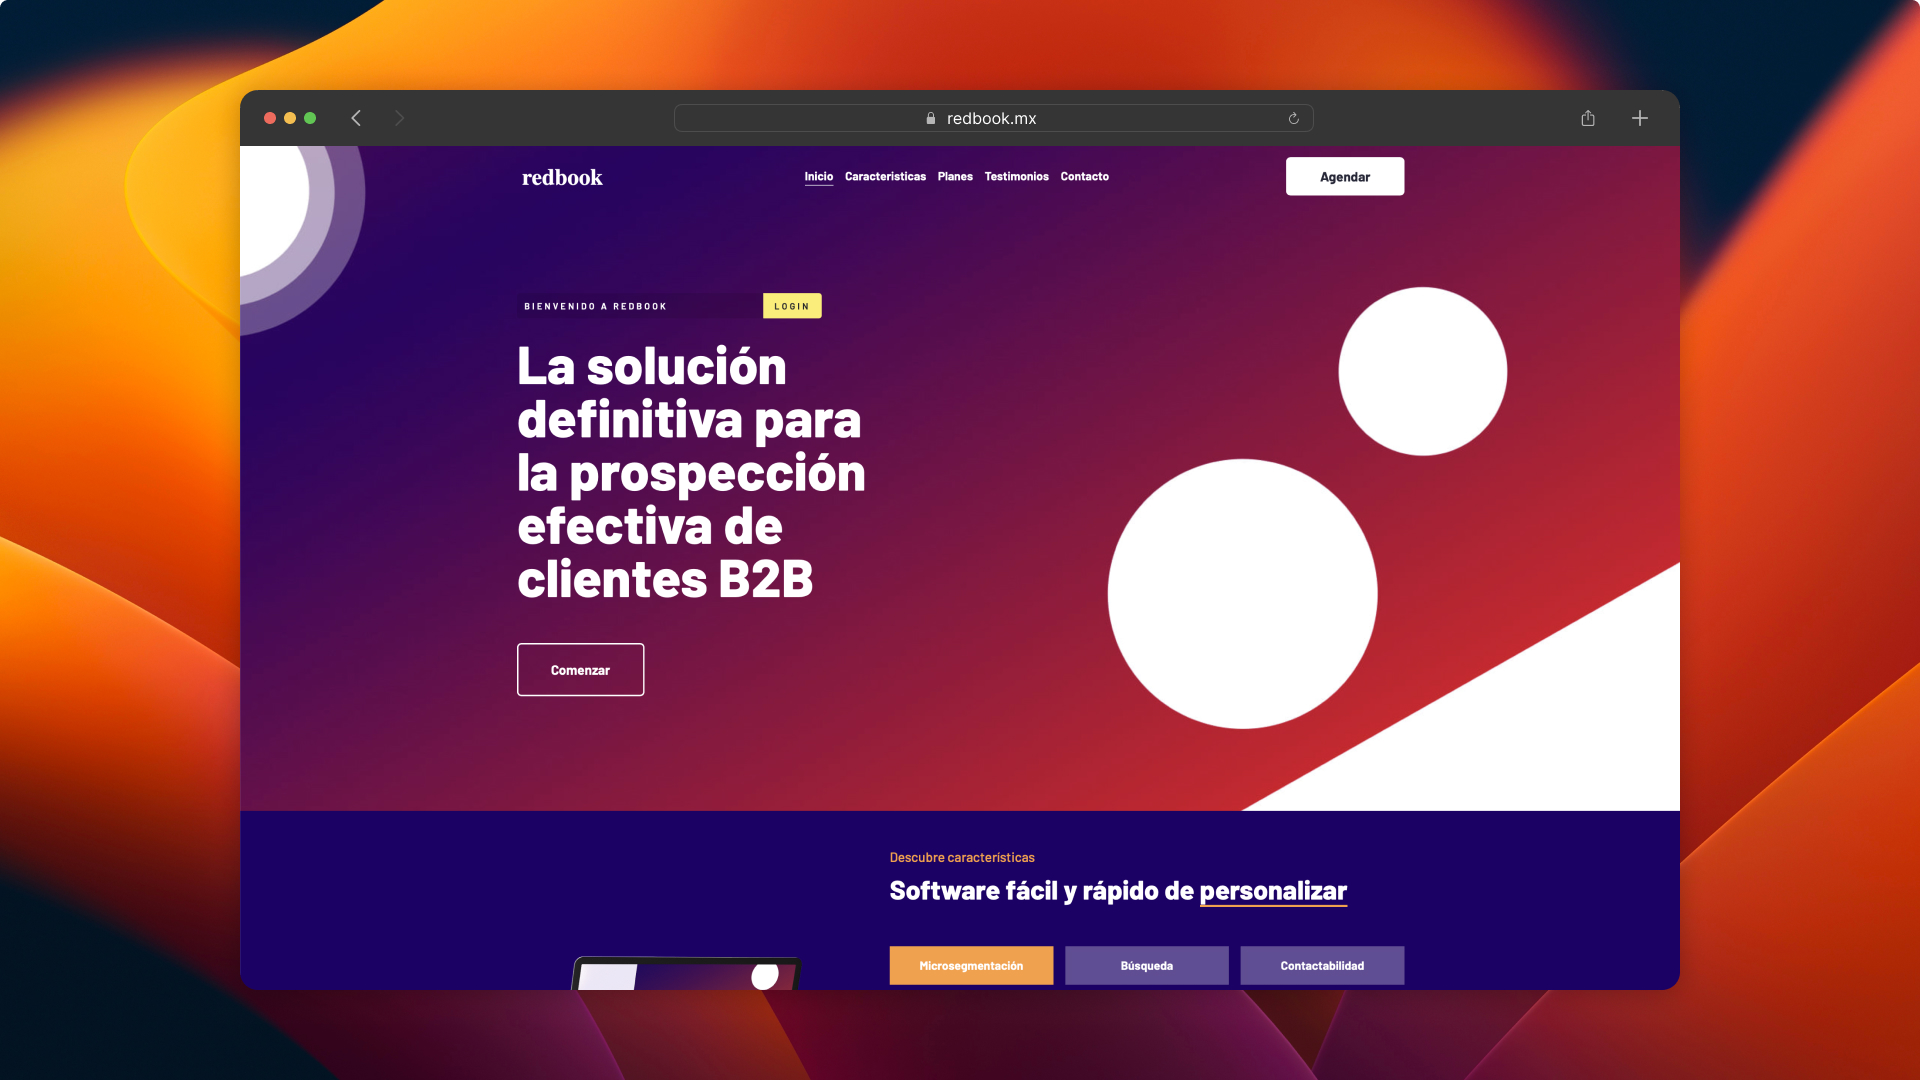 redbook.mx
redbook
Inicio Caracteristicas Planes Testimonios Contacto
Agendar
BIENVENIDO A REDBOOK
LOGIN
La solución
definitiva para
la prospección
efectiva de
clientes B2B
Comenzar
Descubre características
Software fácil y rápido de personalizar
Microsegmentación
Búsqueda
Contactabilidad